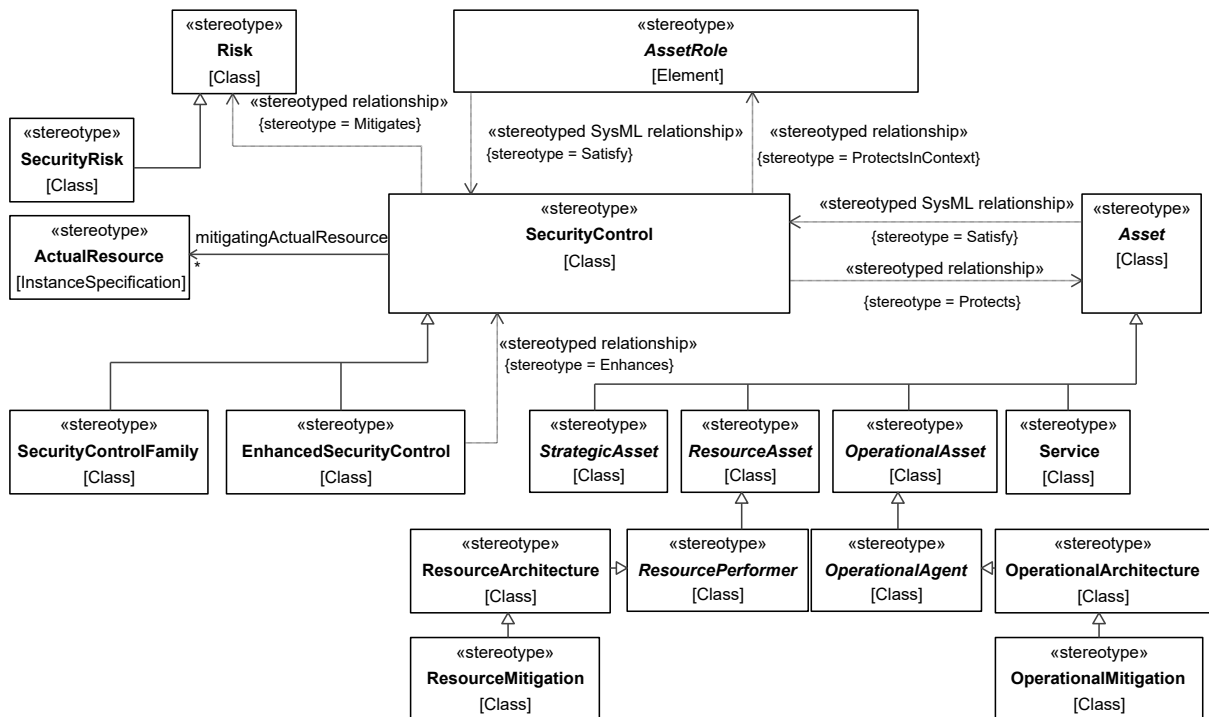 «stereotype»
Risk
[Class]
«stereotype»
AssetRole
[Element]
«stereotyped relationship»
{stereotype = Mitigates}
«stereotyped SysML relationship»
{stereotype = Satisfy}
«stereotyped relationship»
{stereotype = ProtectsInContext}
«stereotype»
SecurityRisk
[Class]
«stereotype»
ActualResource
[InstanceSpecification]
mitigatingActualResource
*
«stereotype»
SecurityControl
[Class]
«stereotyped SysML relationship»
{stereotype = Satisfy}
«stereotyped relationship»
{stereotype = Protects}
«stereotype»
Asset
[Class]
«stereotyped relationship»
{stereotype = Enhances}
«stereotype»
SecurityControlFamily
[Class]
«stereotype»
EnhancedSecurityControl
[Class]
«stereotype»
StrategicAsset
[Class]
«stereotype»
ResourceAsset
[Class]
«stereotype»
OperationalAsset
[Class]
«stereotype»
Service
[Class]
«stereotype»
ResourceArchitecture
[Class]
«stereotype»
ResourcePerformer
[Class]
«stereotype»
OperationalAgent
[Class]
«stereotype»
OperationalArchitecture
[Class]
«stereotype»
ResourceMitigation
[Class]
«stereotype»
OperationalMitigation
[Class]